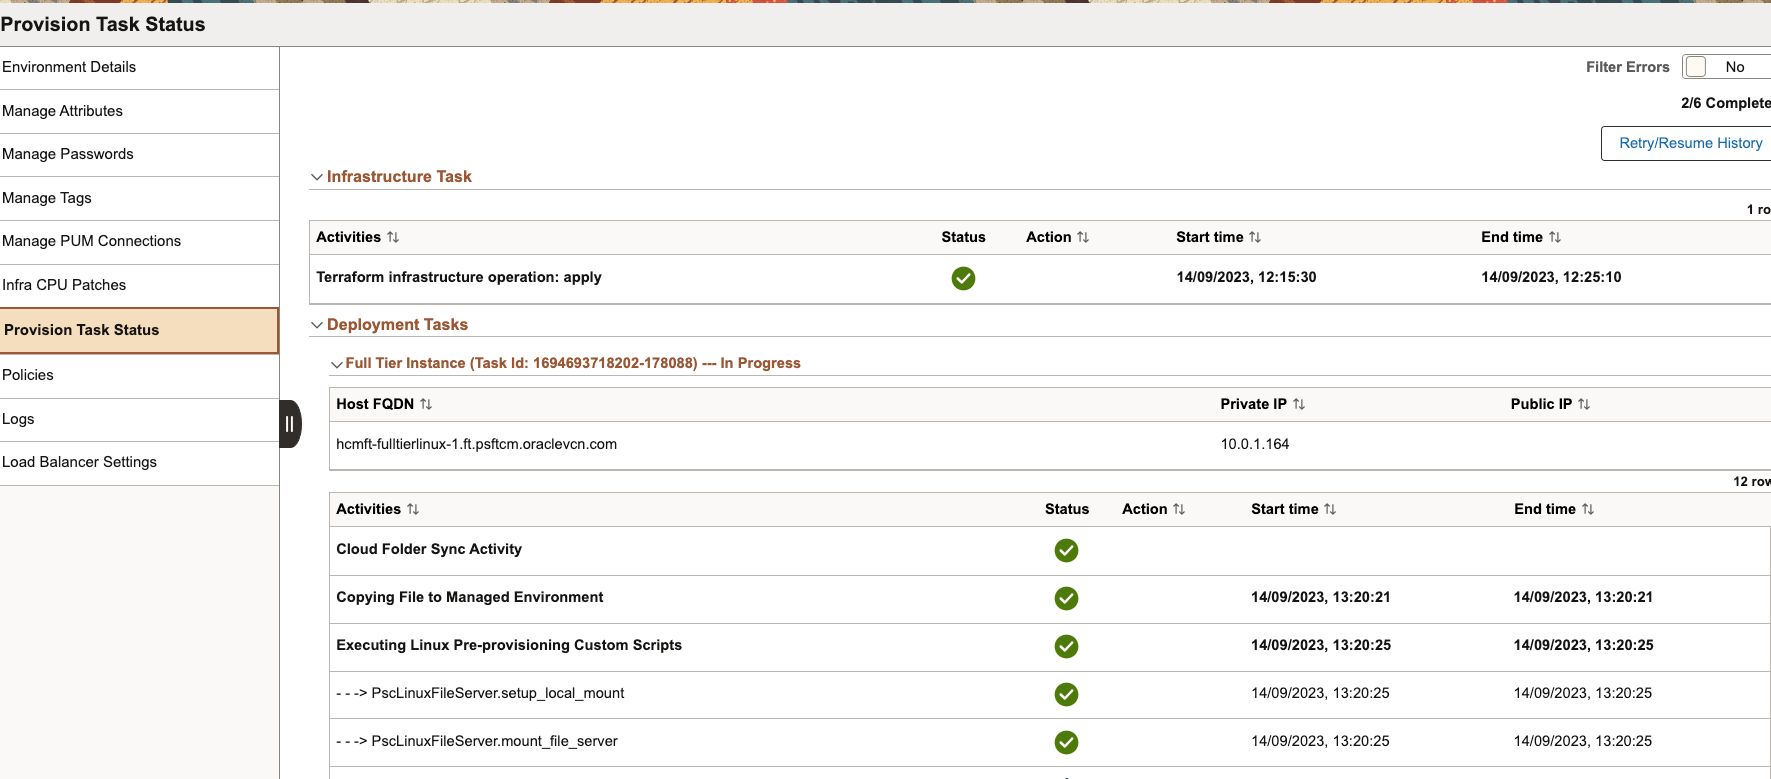 Provision Task Status
Environment Details
Manage Attributes
Manage Passwords
Manage Tags
Manage PUM Connections
Infra CPU Patches
Provision Task Status
Policies
Logs
Load Balancer Settings
Filter Errors No
2/6 Complete
Retry/Resume History
Infrastructure Task
1 ro
Activities Status Action Start time End time
Terraform infrastructure operation: apply 14/09/2023, 12:15:30 14/09/2023, 12:25:10
Deployment Tasks
Full Tier Instance (Task Id: 1694693718202-178088) --- In Progress
Host FQDN Private IP Public IP
hcmft-fulltierlinux-1.ft.psftcm.oraclevcn.com 10.0.1.164
12 row
Activities Status Action Start time End time
Cloud Folder Sync Activity
Copying File to Managed Environment 14/09/2023, 13:20:21 14/09/2023, 13:20:21
Executing Linux Pre-provisioning Custom Scripts 14/09/2023, 13:20:25 14/09/2023, 13:20:25
- - -> PscLinuxFileServer.setup_local_mount 14/09/2023, 13:20:25 14/09/2023, 13:20:25
- - -> PscLinuxFileServer.mount_file_server 14/09/2023, 13:20:25 14/09/2023, 13:20:25